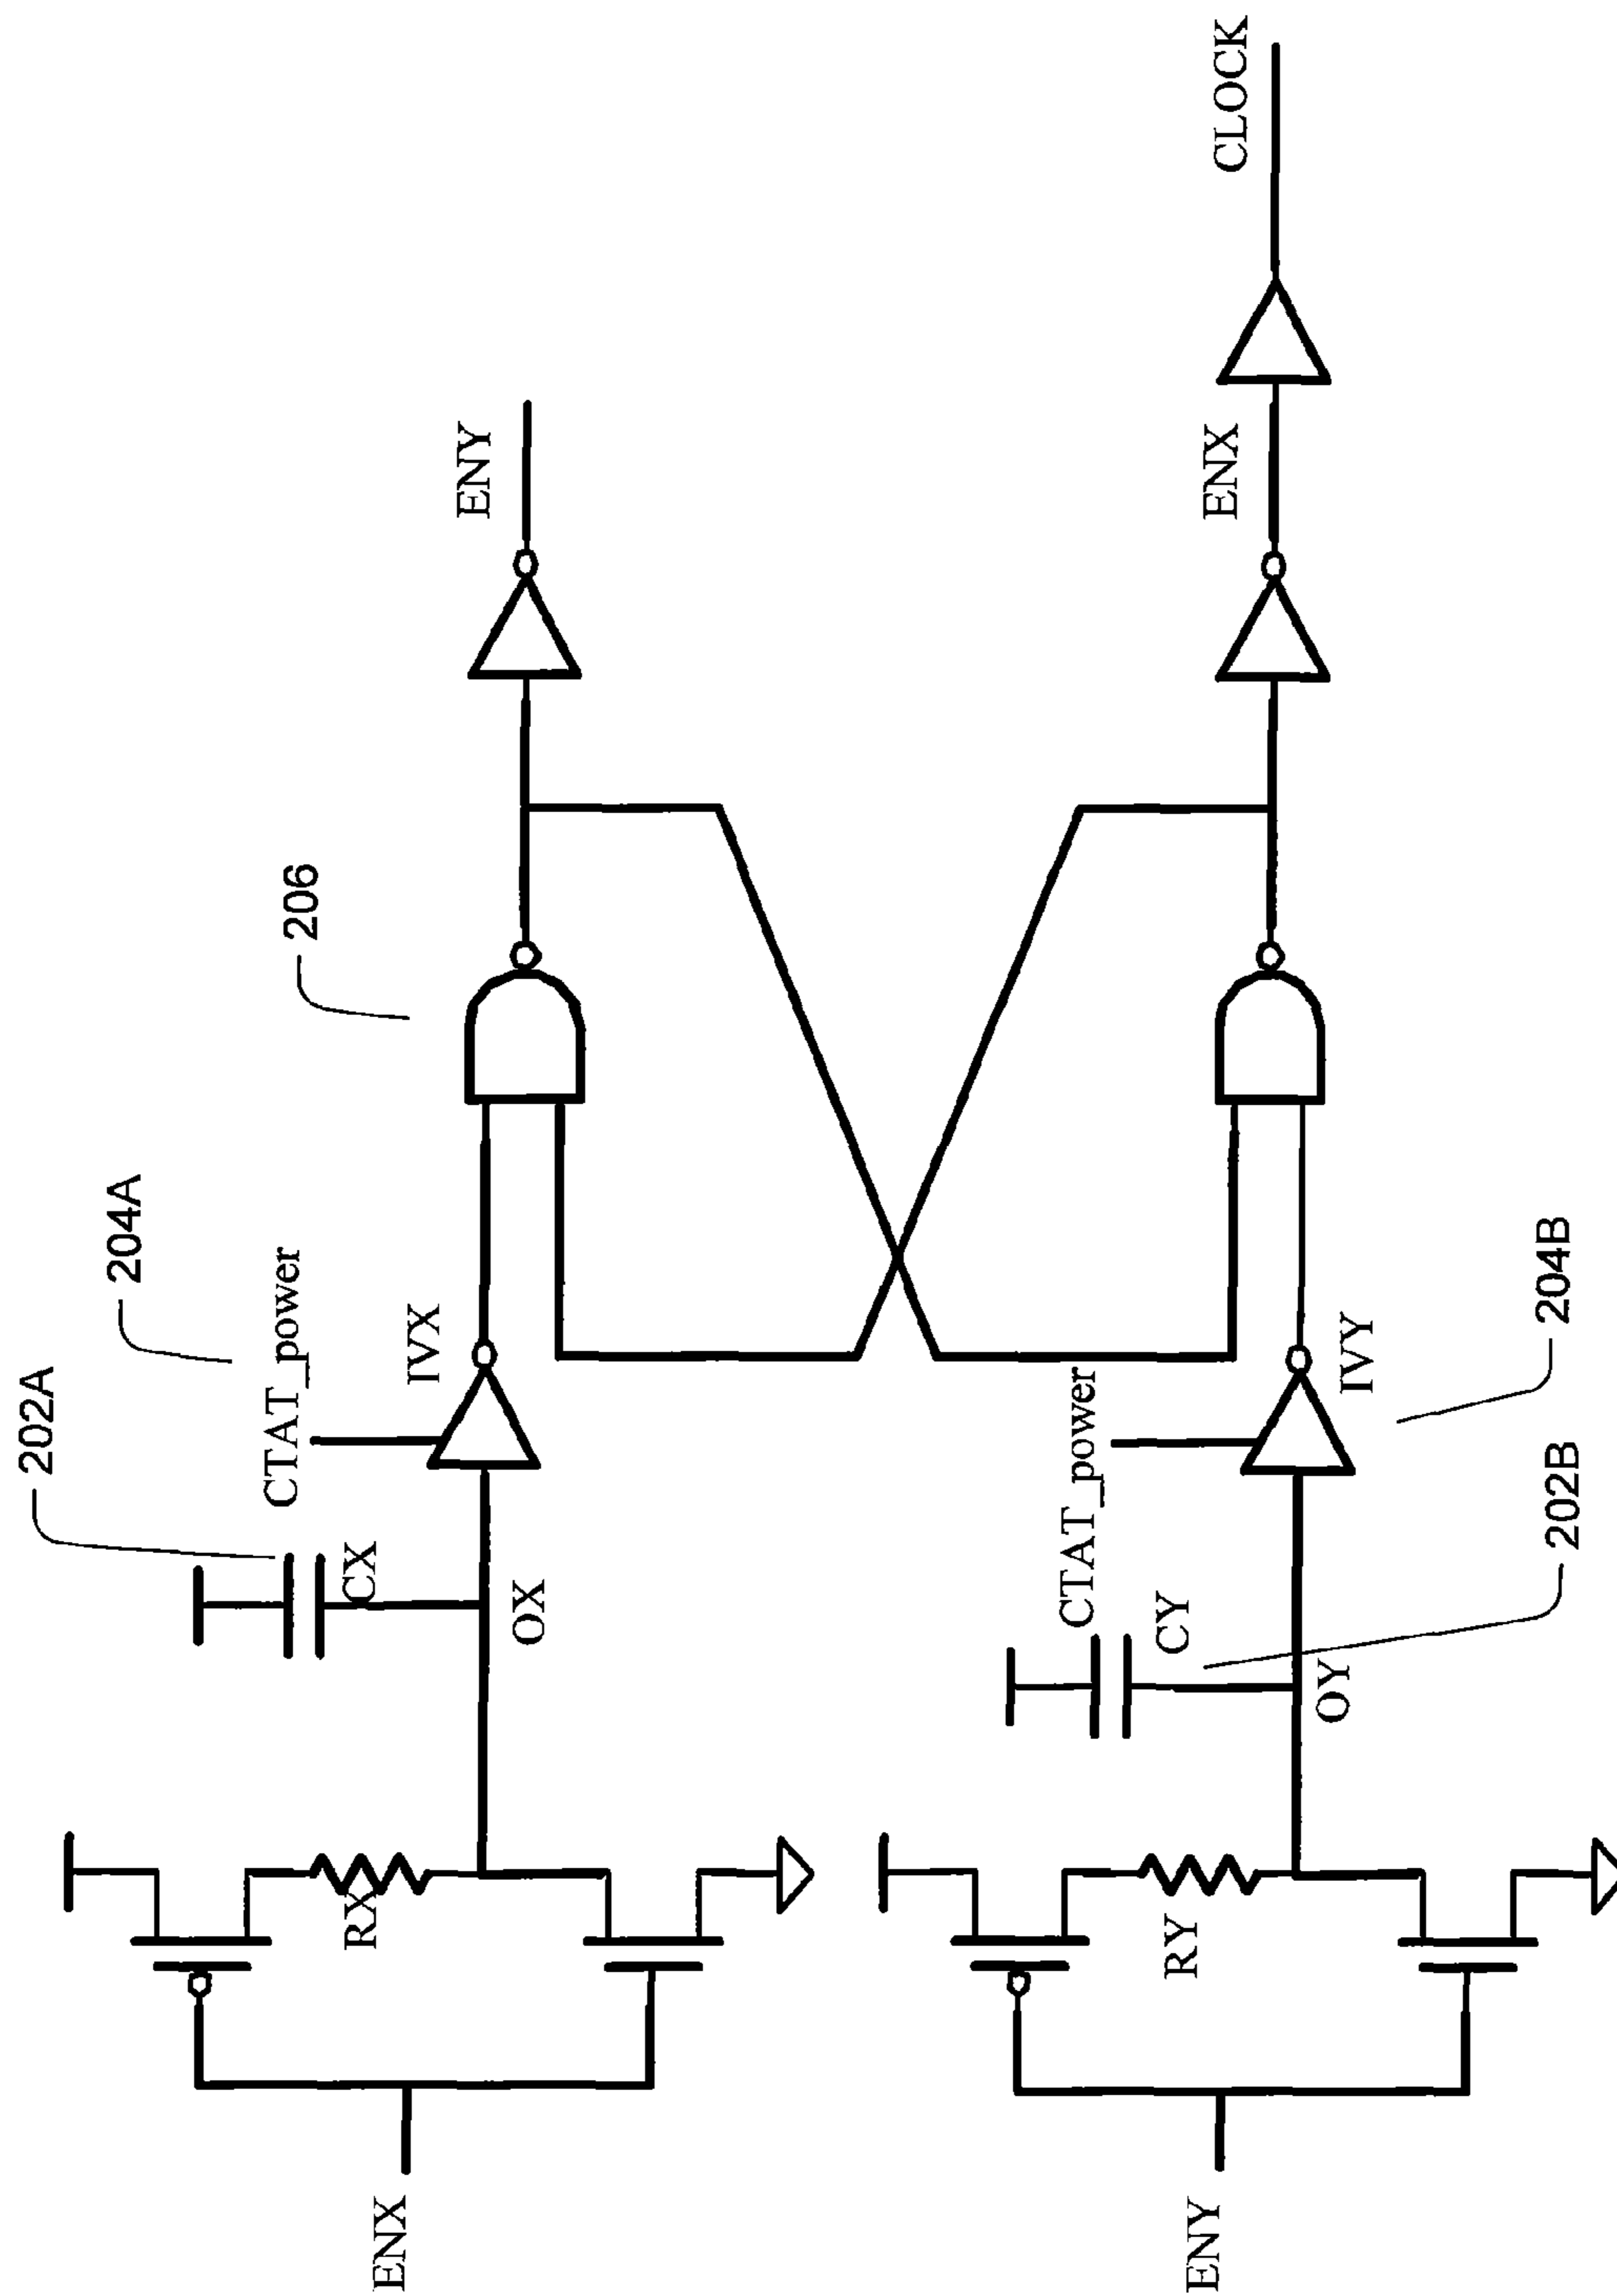 202A
204A
CTAT_power
206
ENX
RX
CX
OX
IVX
ENY
202B
204B
CTAT_power
ENY
RY
CY
OY
IVY
ENX
CLOCK